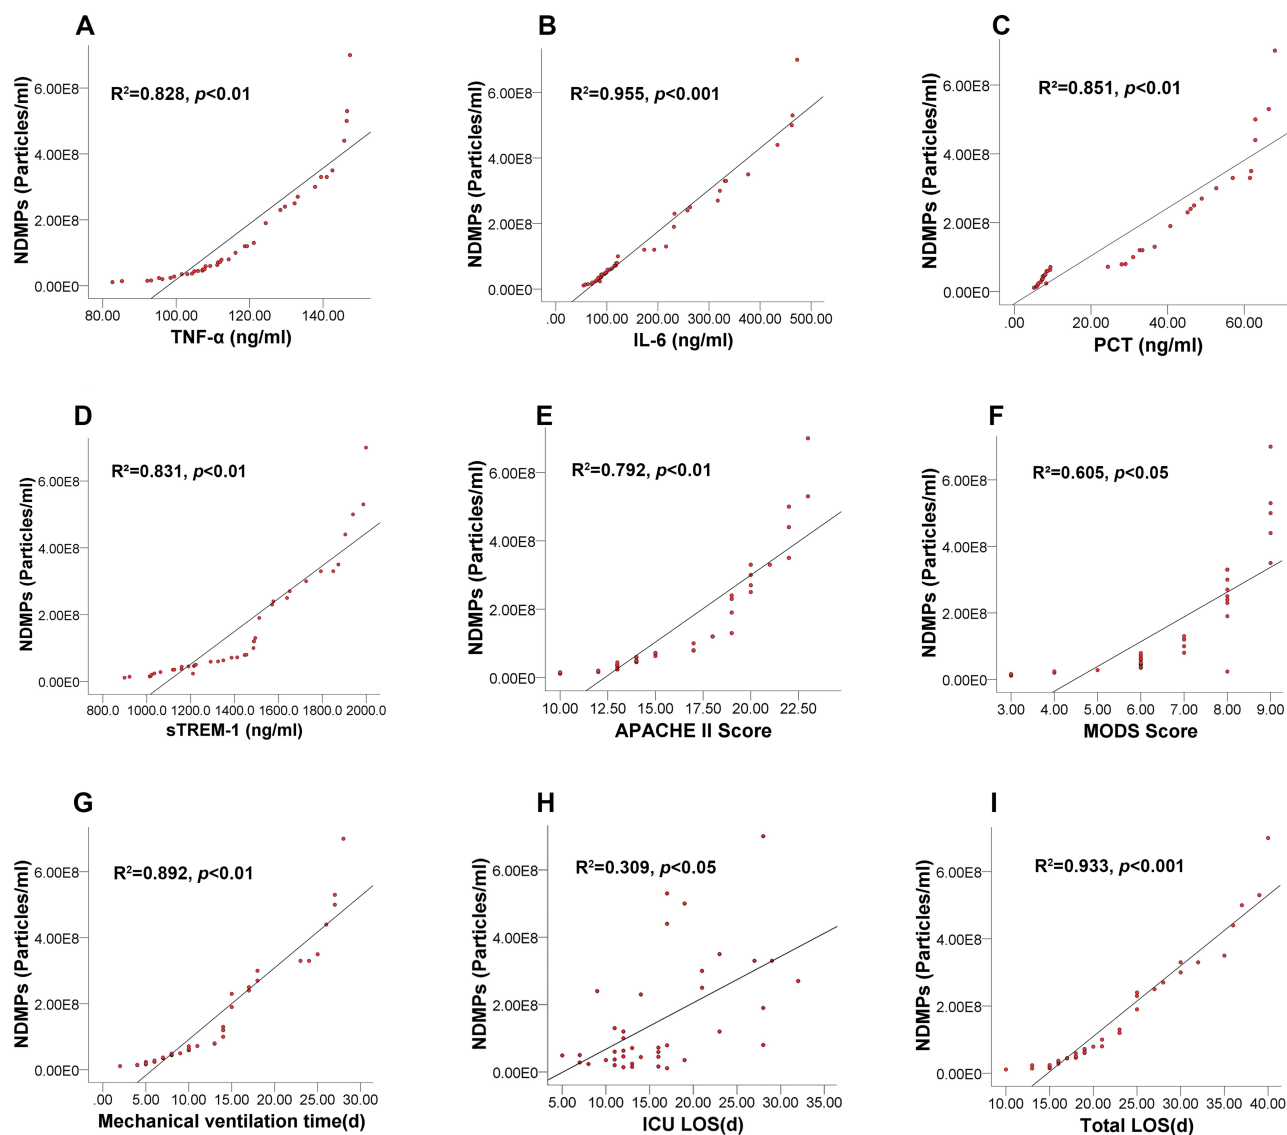 A
R²=0.828, p<0.01
NDMPs (Particles/ml)
6.00E8
4.00E8
2.00E8
0.00E0
80.00 100.00 120.00 140.00
TNF-α (ng/ml)
B
R²=0.955, p<0.001
NDMPs (Particles/ml)
6.00E8
4.00E8
2.00E8
0.00E0
.00 100.00 200.00 300.00 400.00 500.00
IL-6 (ng/ml)
C
R²=0.851, p<0.01
NDMPs (Particles/ml)
6.00E8
4.00E8
2.00E8
0.00E0
.00 20.00 40.00 60.00
PCT (ng/ml)
D
R²=0.831, p<0.01
NDMPs (Particles/ml)
6.00E8
4.00E8
2.00E8
0.00E0
800.0 1000.0 1200.0 1400.0 1600.0 1800.0 2000.0
sTREM-1 (ng/ml)
E
R²=0.792, p<0.01
NDMPs (Particles/ml)
6.00E8
4.00E8
2.00E8
0.00E0
10.00 12.50 15.00 17.50 20.00 22.50
APACHE II Score
F
R²=0.605, p<0.05
NDMPs (Particles/ml)
6.00E8
4.00E8
2.00E8
0.00E0
3.00 4.00 5.00 6.00 7.00 8.00 9.00
MODS Score
G
R²=0.892, p<0.01
NDMPs (Particles/ml)
6.00E8
4.00E8
2.00E8
0.00E0
.00 5.00 10.00 15.00 20.00 25.00 30.00
Mechanical ventilation time(d)
H
R²=0.309, p<0.05
NDMPs (Particles/ml)
6.00E8
4.00E8
2.00E8
0.00E0
5.00 10.00 15.00 20.00 25.00 30.00 35.00
ICU LOS(d)
I
R²=0.933, p<0.001
NDMPs (Particles/ml)
6.00E8
4.00E8
2.00E8
0.00E0
10.00 15.00 20.00 25.00 30.00 35.00 40.00
Total LOS(d)